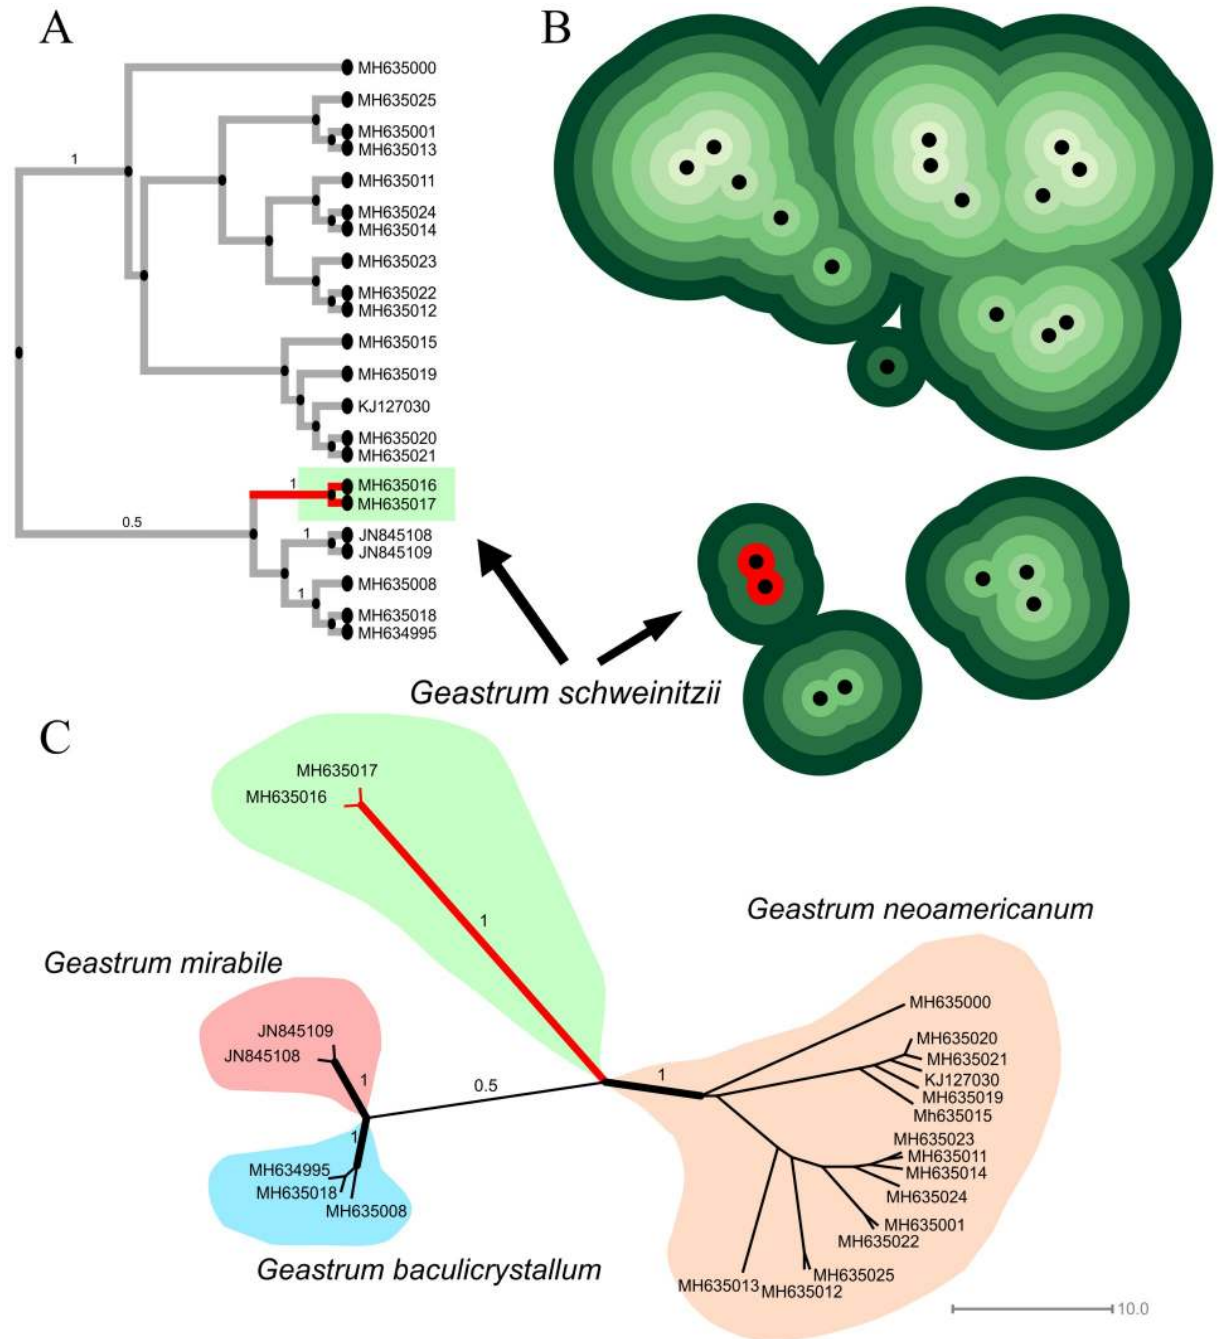 A
B
MH635000
MH635025
MH635001
MH635013
1
MH635011
MH635024
MH635014
MH635023
MH635022
MH635012
MH635015
MH635019
KJ127030
MH635020
MH635021
1
MH635016
MH635017
0.5
1
JN845108
JN845109
MH635008
1
MH635018
MH634995
Geastrum schweinitzii
C
MH635017
MH635016
1
Geastrum neoamericanum
Geastrum mirabile
MH635000
JN845109
JN845108
MH635020
MH635021
KJ127030
MH635019
Mh635015
1
0.5
1
1
MH635023
MH635011
MH635014
MH635024
MH634995
MH635018
MH635008
MH635001
MH635022
Geastrum baculicrystallum
MH635013
MH635012
MH635025
10.0